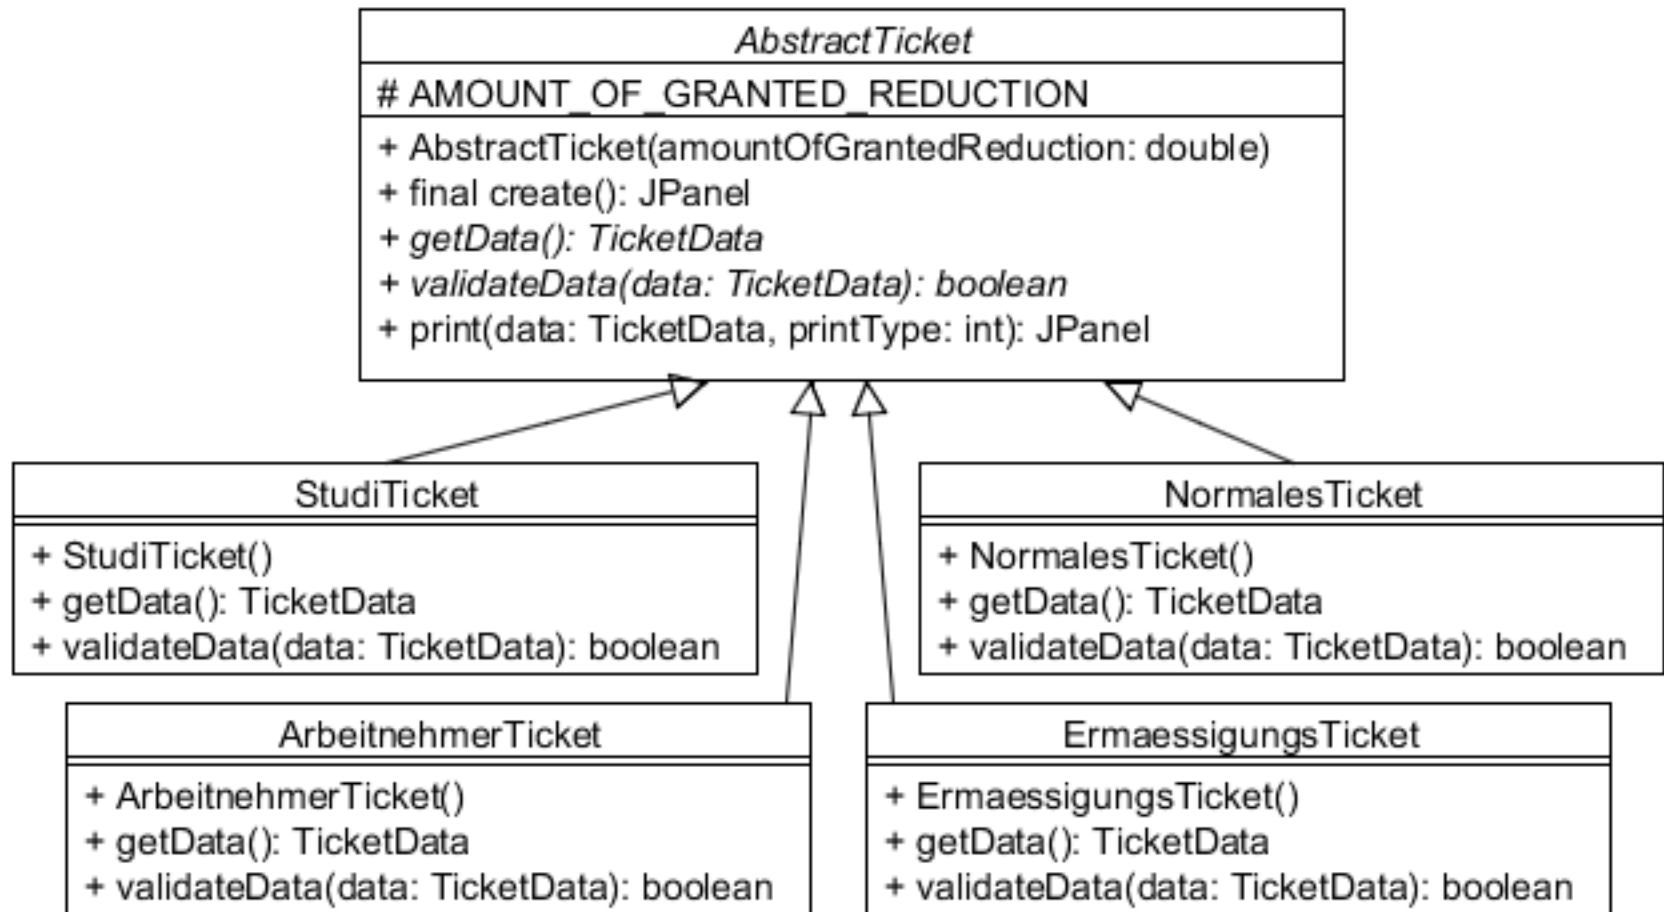 AbstractTicket
# AMOUNT_OF_GRANTED_REDUCTION
+ AbstractTicket(amountOfGrantedReduction: double)
+ final create(): JPanel
+ getData(): TicketData
+ validateData(data: TicketData): boolean
+ print(data: TicketData, printType: int): JPanel
StudiTicket
+ StudiTicket()
+ getData(): TicketData
+ validateData(data: TicketData): boolean
NormalesTicket
+ NormalesTicket()
+ getData(): TicketData
+ validateData(data: TicketData): boolean
ArbeitnehmerTicket
+ ArbeitnehmerTicket()
+ getData(): TicketData
+ validateData(data: TicketData): boolean
ErmaessigungsTicket
+ ErmaessigungsTicket()
+ getData(): TicketData
+ validateData(data: TicketData): boolean